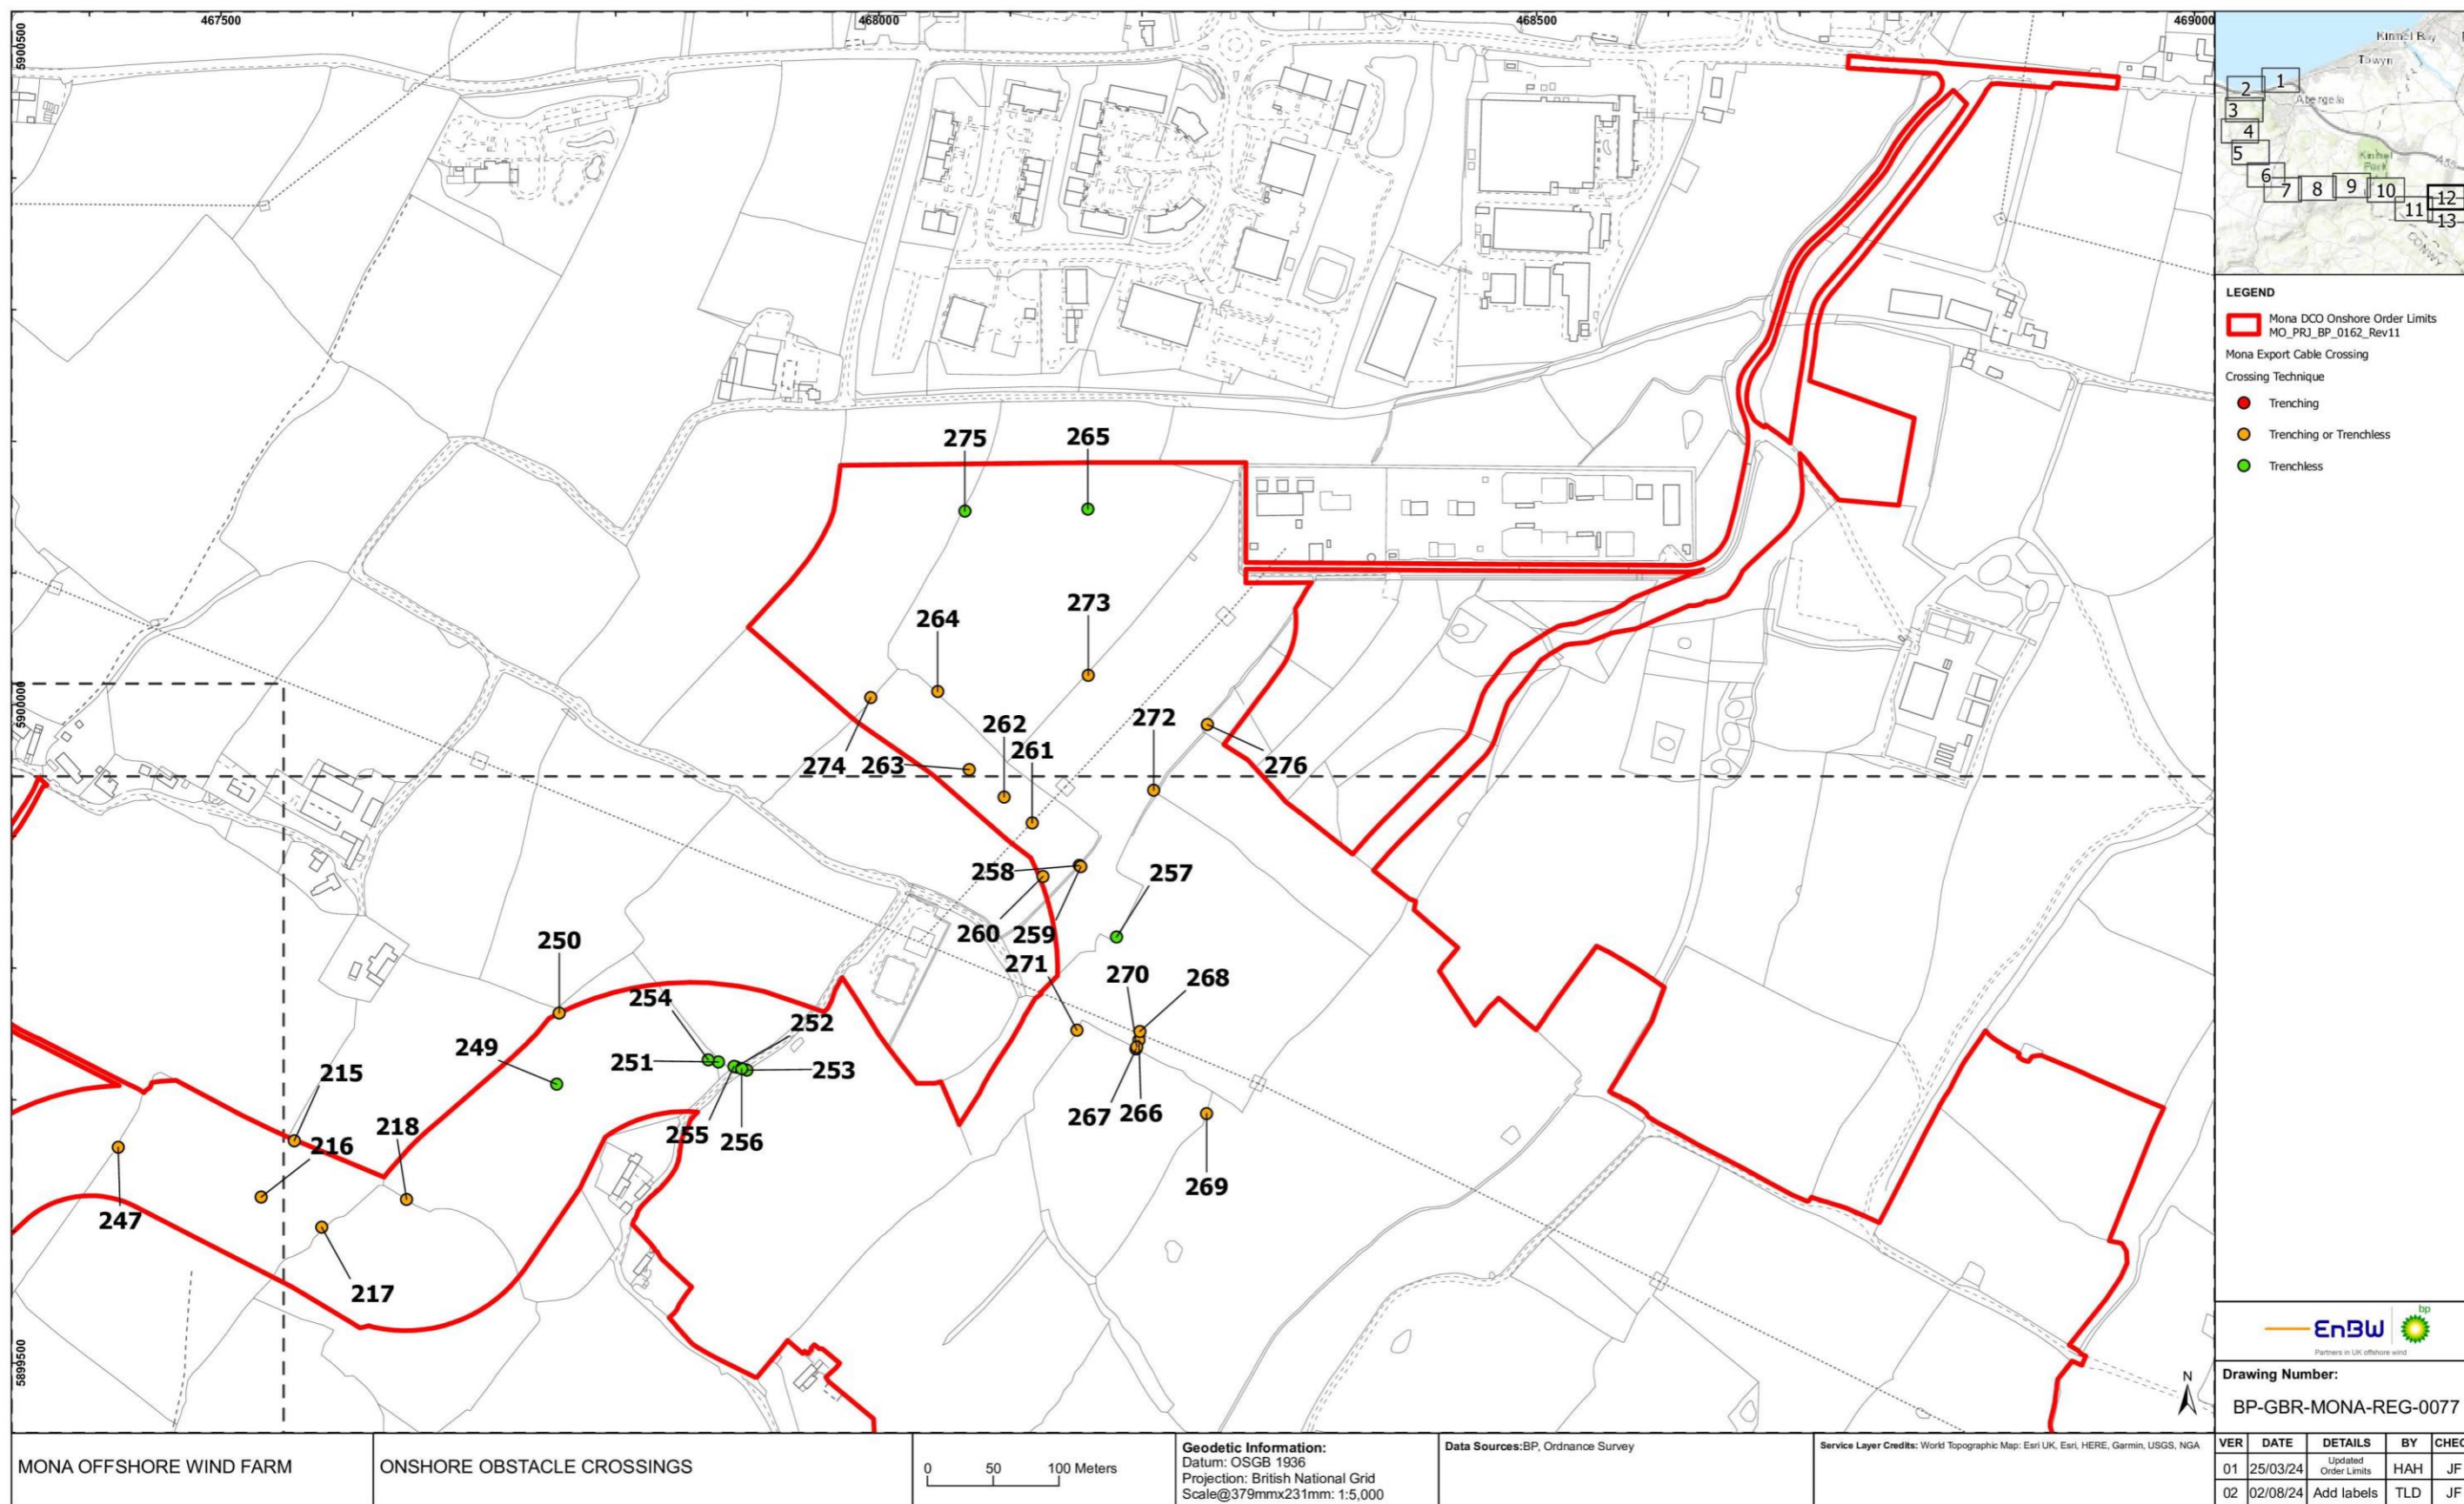 467500
468000
468500
469000
5900500
5900000
5899500
275
265
264
273
262
261
272
274
263
276
258
257
260
259
271
270
268
250
254
252
249
251
253
215
218
267
266
255
256
216
247
269
217
N
Kinmel Bay
Towyn
Abergele
Kinmel
Park
CONWY
1
2
3
4
5
6
7
8
9
10
11
12
13
LEGEND
Mona DCO Onshore Order Limits
MO_PRJ_BP_0162_Rev11
Mona Export Cable Crossing
Crossing Technique
Trenching
Trenching or Trenchless
Trenchless
bp
EnBW
Partners in UK offshore wind
Drawing Number:
BP-GBR-MONA-REG-0077
VER DATE DETAILS BY CHEC
01 25/03/24 Updated Order Limits HAH JF
02 02/08/24 Add labels TLD JF
MONA OFFSHORE WIND FARM
ONSHORE OBSTACLE CROSSINGS
0 50 100 Meters
Geodetic Information:
Datum: OSGB 1936
Projection: British National Grid
Scale@379mmx231mm: 1:5,000
Data Sources:BP, Ordnance Survey
Service Layer Credits: World Topographic Map: Esri UK, Esri, HERE, Garmin, USGS, NGA